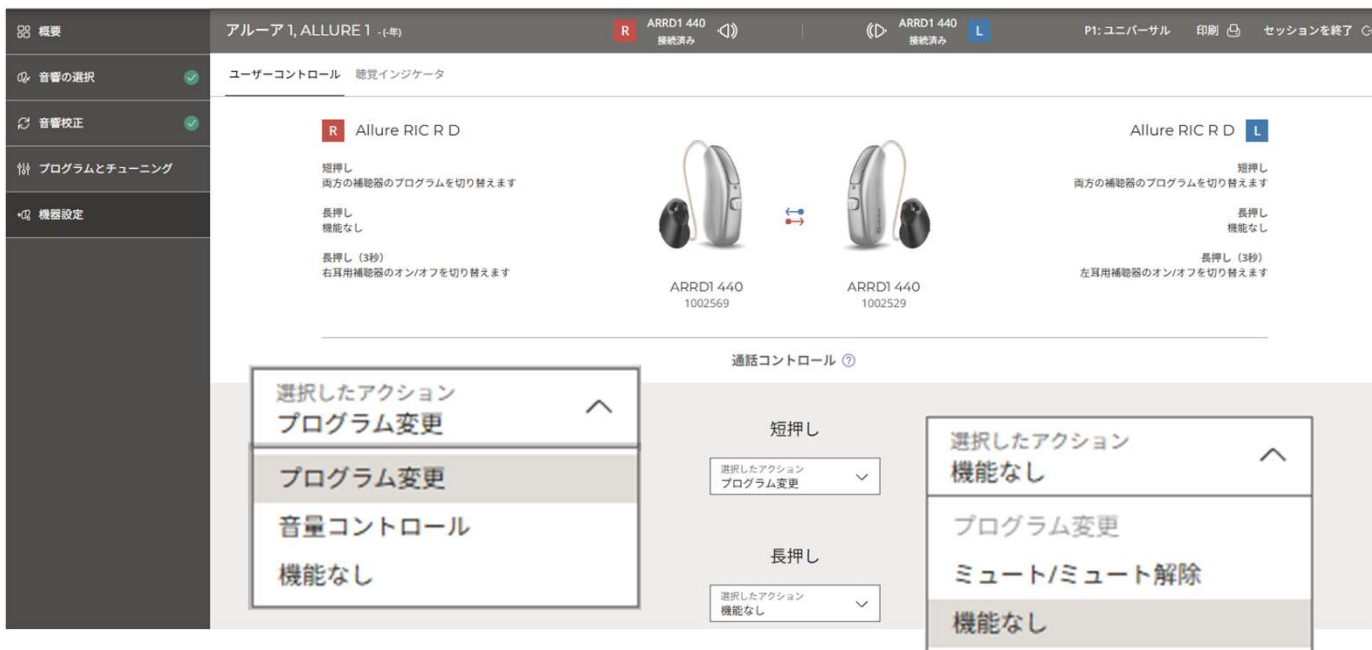 概要
音響の選択
音響校正
プログラムとチューニング
機器設定
アルーア 1, ALLURE 1 - (-年)
R ARRD1 440
接続済み
ARRD1 440 L
接続済み
P1: ユニバーサル
印刷
セッションを終了
ユーザーコントロール 聴覚インジケータ
R Allure RIC R D
短押し
両方の補聴器のプログラムを切り替えます
長押し
機能なし
長押し（3秒）
右耳用補聴器のオン/オフを切り替えます
ARRD1 440
1002569
ARRD1 440
1002529
Allure RIC R D L
短押し
両方の補聴器のプログラムを切り替えます
長押し
機能なし
長押し（3秒）
左耳用補聴器のオン/オフを切り替えます
通話コントロール ?
選択したアクション
プログラム変更
プログラム変更
音量コントロール
機能なし
短押し
選択したアクション
プログラム変更
長押し
選択したアクション
機能なし
選択したアクション
機能なし
プログラム変更
ミュート/ミュート解除
機能なし